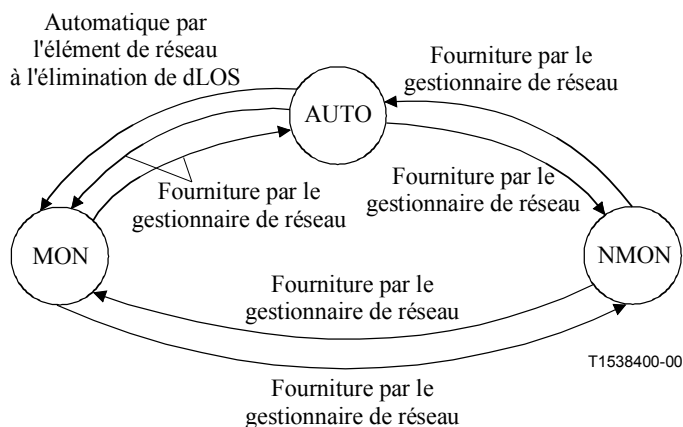 Automatique par
l'élément de réseau
à l'élimination de dLOS
Fourniture par le
gestionnaire de réseau
AUTO
Fourniture par le
gestionnaire de réseau
Fourniture par le
gestionnaire de réseau
MON
NMON
Fourniture par le
gestionnaire de réseau
T1538400-00
Fourniture par le
gestionnaire de réseau